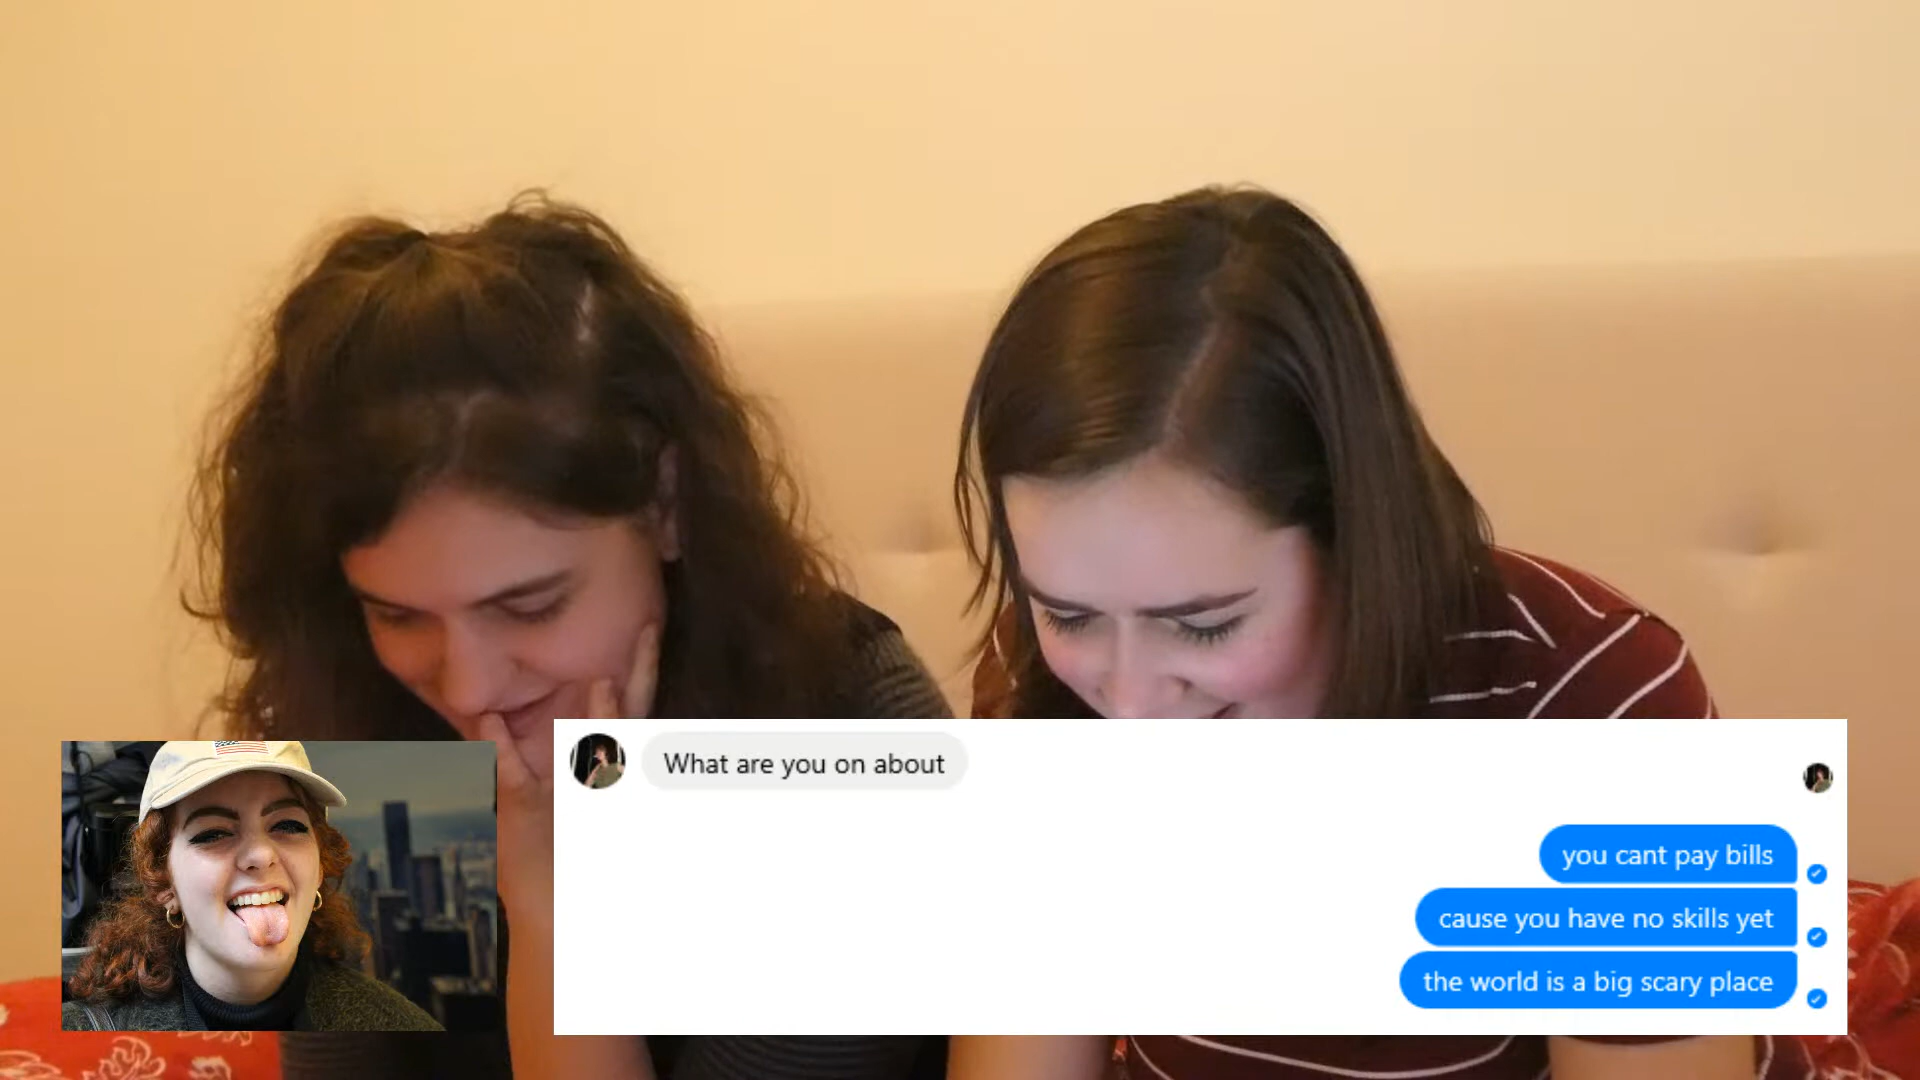 What are you on about
you cant pay bills
cause you have no skills yet
the world is a big scary place